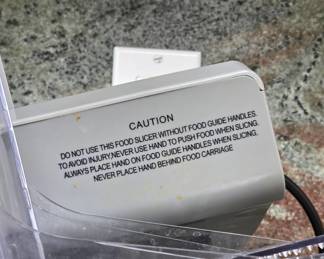 CAUTION
DO NOT USE THIS FOOD SLICER WITHOUT FOOD GUIDE HANDLES.
TO AVOID INJURY,NEVER USE HAND TO PUSH FOOD WHEN SLICNG.
ALWAYS PLACE HAND ON FOOD GUIDE HANDLES WHEN SLICING.
NEVER PLACE HAND BEHIND FOOD CARRIAGE